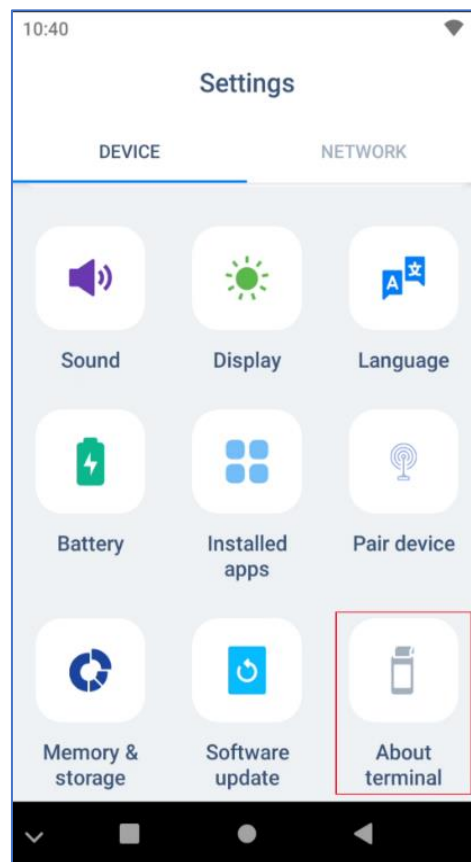 10:40
Settings
DEVICE NETWORK
A 文
Sound Display Language
Battery Installed apps Pair device
Memory & storage Software update About terminal